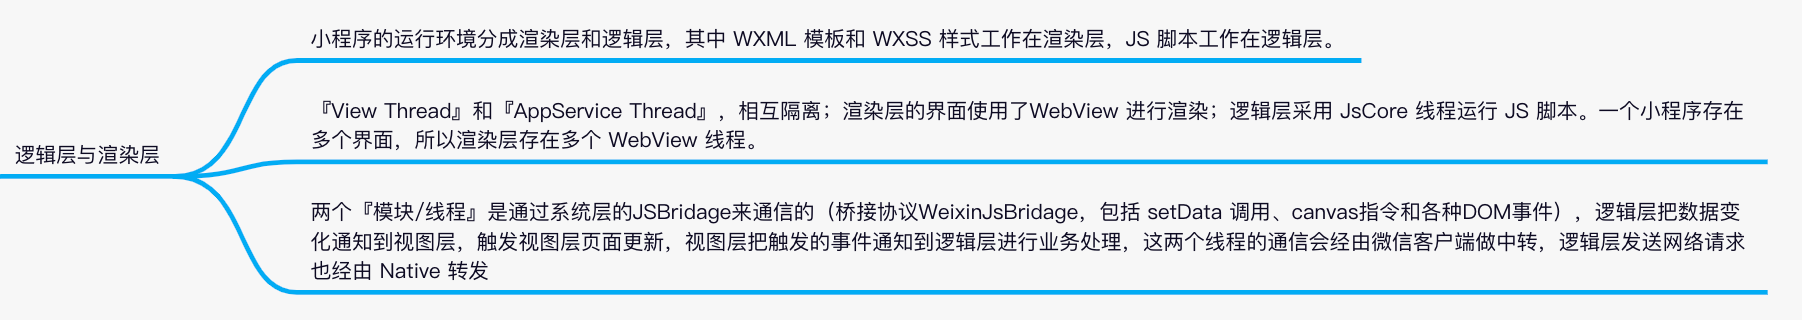 小程序的运行环境分成渲染层和逻辑层，其中 WXML 模板和 WXSS 样式工作在渲染层，JS 脚本工作在逻辑层。
『View Thread』和『AppService Thread』，相互隔离；渲染层的界面使用了WebView 进行渲染；逻辑层采用 JsCore 线程运行 JS 脚本。一个小程序存在
多个界面，所以渲染层存在多个 WebView 线程。
逻辑层与渲染层
两个『模块/线程』是通过系统层的JSBridage来通信的（桥接协议WeixinJsBridage，包括 setData 调用、canvas指令和各种DOM事件），逻辑层把数据变
化通知到视图层，触发视图层页面更新，视图层把触发的事件通知到逻辑层进行业务处理，这两个线程的通信会经由微信客户端做中转，逻辑层发送网络请求
也经由 Native 转发